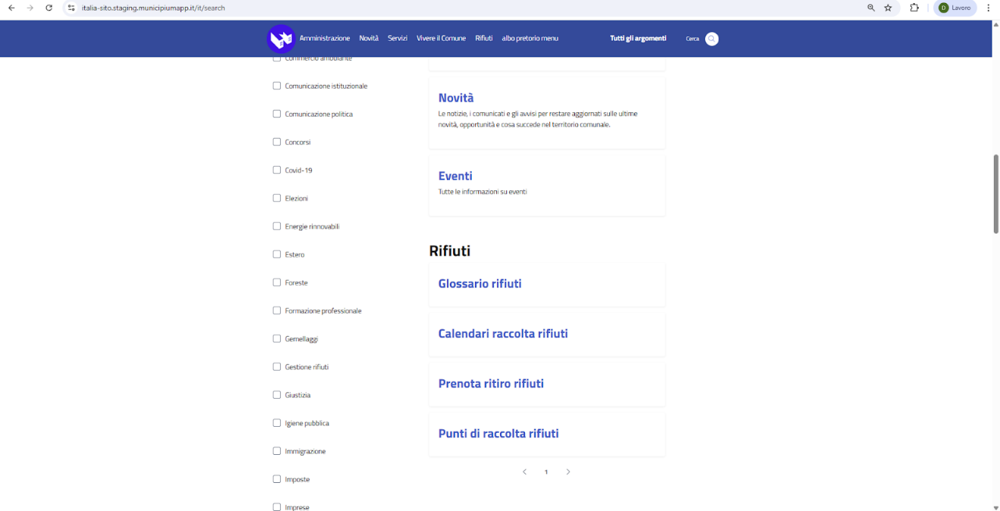 italia-sito.staging.municipiumapp.it/it/search
D Lavoro
Amministrazione Novità Servizi Vivere il Comune Rifiuti albo pretorio menu Tutti gli argomenti Cerca
Commercio ambulante
Comunicazione istituzionale
Comunicazione politica
Concorsi
Covid-19
Elezioni
Energie rinnovabili
Estero
Foreste
Formazione professionale
Gemellaggi
Gestione rifiuti
Giustizia
Igiene pubblica
Immigrazione
Imposte
Imprese
Novità
Le notizie, i comunicati e gli avvisi per restare aggiornati sulle ultime
novità, opportunità e cosa succede nel territorio comunale.
Eventi
Tutte le informazioni su eventi
Rifiuti
Glossario rifiuti
Calendari raccolta rifiuti
Prenota ritiro rifiuti
Punti di raccolta rifiuti
1